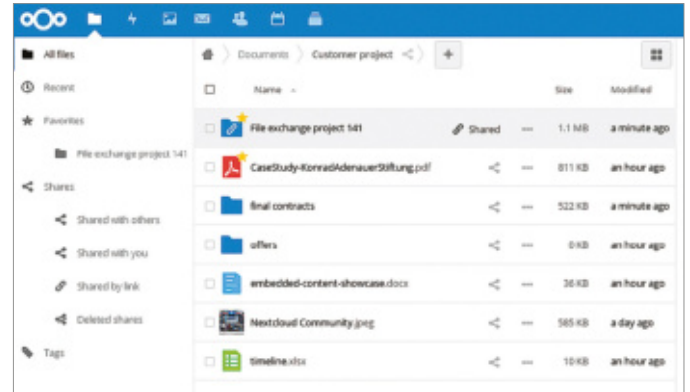 All files
Recent
Favorites
File exchange project 141
Shares
Shared with others
Shared with you
Shared by link
Deleted shares
Tags
Documents Customer project +
Name Size Modified
File exchange project 141 Shared 1.1 MB a minute ago
CaseStudy-KonradAdenauerStiftung.pdf 811 KB an hour ago
final contracts 522 KB a minute ago
offers 0 KB an hour ago
embedded-content-showcase.docx 36 KB an hour ago
Nextcloud Community.jpeg 585 KB a day ago
timeline.xlsx 10 KB an hour ago